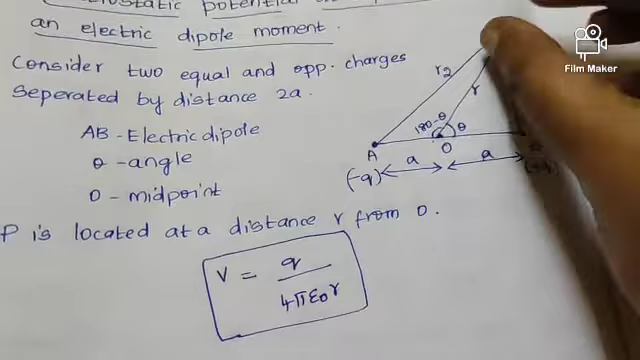 potential
an electric dipole moment.
Consider two equal and opp. charges
Seperated by distance 2a.
AB - Electric dipole
θ - angle
O - midpoint
P is located at a distance r from O.
V = q / 4πε₀r
r₂
r
180-θ
θ
A
O
(-q)
a
a
Film Maker